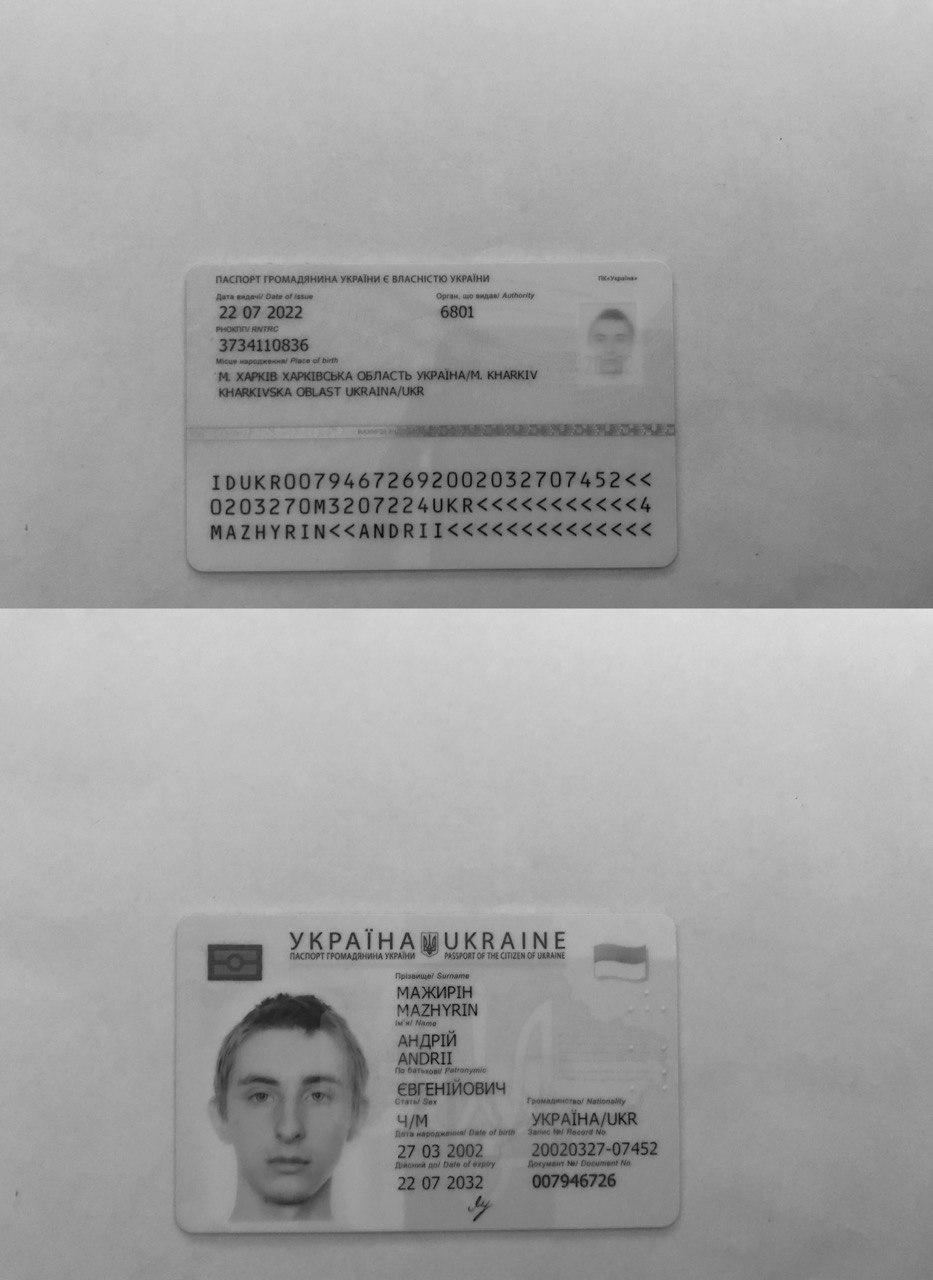 ПАСПОРТ ГРОМАДЯНИНА УКРАЇНИ Є ВЛАСНІСТЮ УКРАЇНИ
ПК«Україна»
Дата видачі/ Date of issue
Орган, що видав/ Authority
22 07 2022
6801
РНОКПП/ RNTRC
3734110836
Місце народження/ Place of birth
М. ХАРКІВ ХАРКІВСЬКА ОБЛАСТЬ УКРАЇНА/M. KHARKIV
KHARKIVSKA OBLAST UKRAINA/UKR
IDUKR00794672692002032707452<<
0203270M3207224UKR<<<<<<<<<<<4
MAZHYRIN<<ANDRII<<<<<<<<<<<<<<
УКРАЇНА UKRAINE
ПАСПОРТ ГРОМАДЯНИНА УКРАЇНИ PASSPORT OF THE CITIZEN OF UKRAINE
Прізвище/ Surname
МАЖИРІН
MAZHYRIN
Ім'я/ Name
АНДРІЙ
ANDRII
По батькові/ Patronymic
ЄВГЕНІЙОВИЧ
Стать/ Sex
Громадянство/ Nationality
Ч/M
УКРАЇНА/UKR
Дата народження/ Date of birth
Запис №/ Record No.
27 03 2002
20020327-07452
Дійсний до/ Date of expiry
Документ №/ Document No.
22 07 2032
007946726